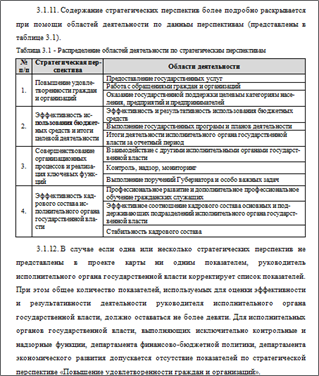 3.1.11. Содержание стратегических перспектив более подробно раскрывается
при помощи областей деятельности по данным перспективам (представлены в
таблице 3.1).
Таблица 3.1 - Распределение областей деятельности по стратегическим перспективам
№ п/п Стратегическая перспектива Области деятельности
1. Повышение удовлетворенности граждан и организаций
Предоставление государственных услуг
Работа с обращениями граждан и организаций
Оказание государственной поддержки целевым категориям населения, предприятий и предпринимателей
2. Эффективность использования бюджетных средств и итоги целевой деятельности
Эффективность и результативность использования бюджетных средств
Выполнение государственных программ и планов деятельности
Итоги деятельности исполнительного органа государственной власти за отчетный период
3. Совершенствование организационных процессов и реализация ключевых функций
Взаимодействие с другими исполнительными органами государственной власти
Контроль, надзор, мониторинг
Выполнение поручений Губернатора и особо важных задач
4. Эффективность кадрового состава исполнительного органа государственной власти
Профессиональное развитие и дополнительное профессиональное обучение гражданских служащих
Эффективное соотношение кадрового состава основных и поддерживающих подразделений исполнительного органа государственной власти
Стабильность кадрового состава
3.1.12. В случае если одна или несколько стратегических перспектив не
представлены в проекте карты ни одним показателем, руководитель
исполнительного органа государственной власти корректирует список показателей.
При этом общее количество показателей, используемых для оценки эффективности
и результативности деятельности руководителя исполнительного органа
государственной власти, должно оставаться не более девяти. Для исполнительных
органов государственной власти, выполняющих исключительно контрольные и
надзорные функции, департамента финансово-бюджетной политики, департамента
экономического развития допускается отсутствие показателей по стратегической
перспективе «Повышение удовлетворенности граждан и организаций».